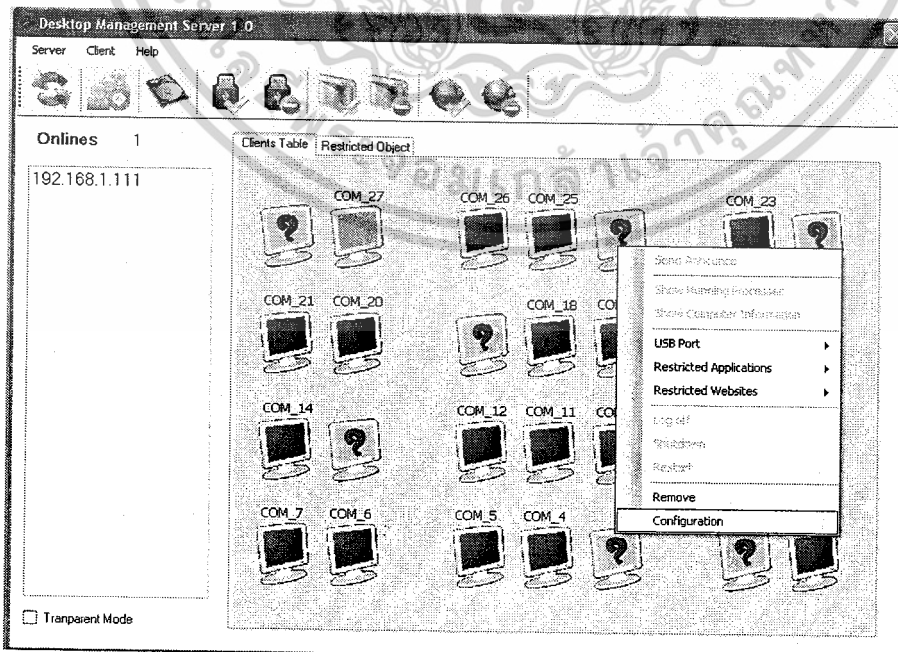 Desktop Management Server 1.0
Server Client Help
Onlines 1
Clients Table Restricted Object
192.168.1.111
COM_27 COM_26 COM_25 COM_23
COM_21 COM_20 COM_18
COM_14 COM_12 COM_11
COM_7 COM_6 COM_5 COM_4
Send Announce
Show Running Processes
Show Computer Information
USB Port
Restricted Applications
Restricted Websites
Log off
Shutdown
Restart
Remove
Configuration
Tranparent Mode